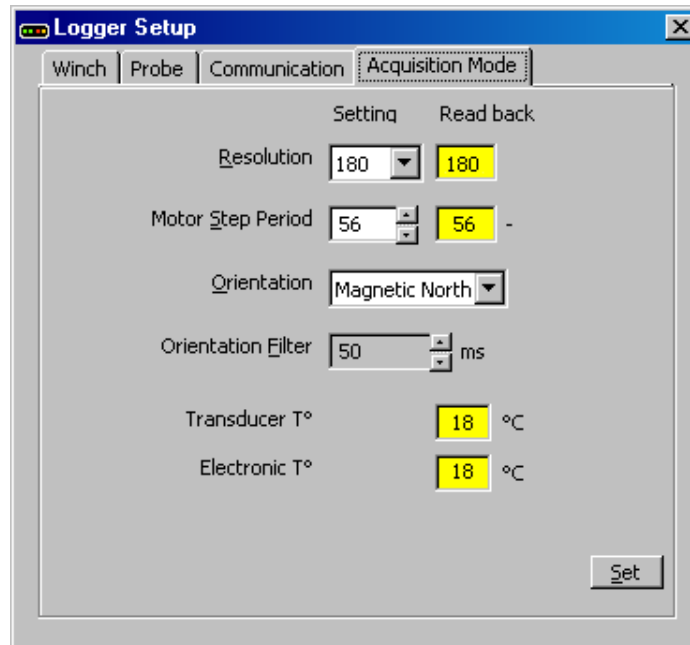 Logger Setup
Winch Probe Communication Acquisition Mode
Setting Read back
Resolution 180 180
Motor Step Period 56 56 -
Orientation Magnetic North
Orientation Filter 50 ms
Transducer T° 18 °C
Electronic T° 18 °C
Set